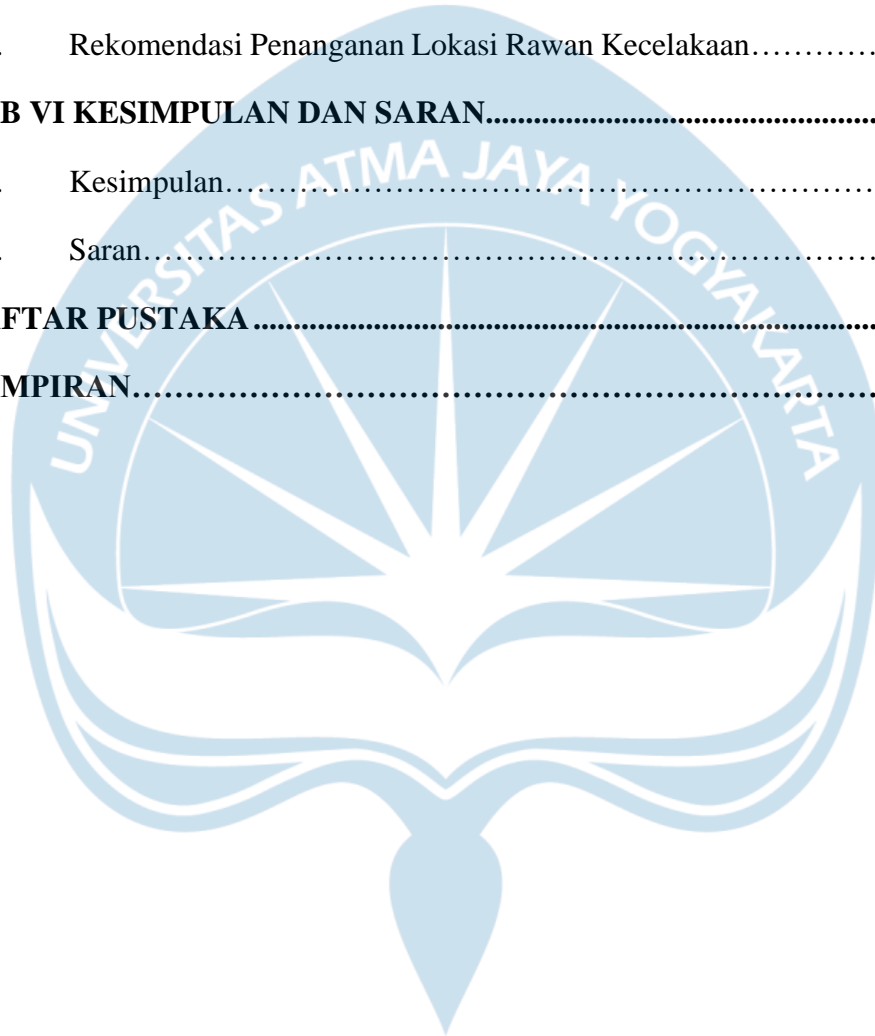 . Rekomendasi Penanganan Lokasi Rawan Kecelakaan…………
B VI KESIMPULAN DAN SARAN..................................................
. Kesimpulan……………………………………………………………
. Saran……………………………………………………………………
FTAR PUSTAKA ................................................................................
MPIRAN…………………………………………………………………
UNIVERSITAS ATMA JAYA YOGYAKARTA